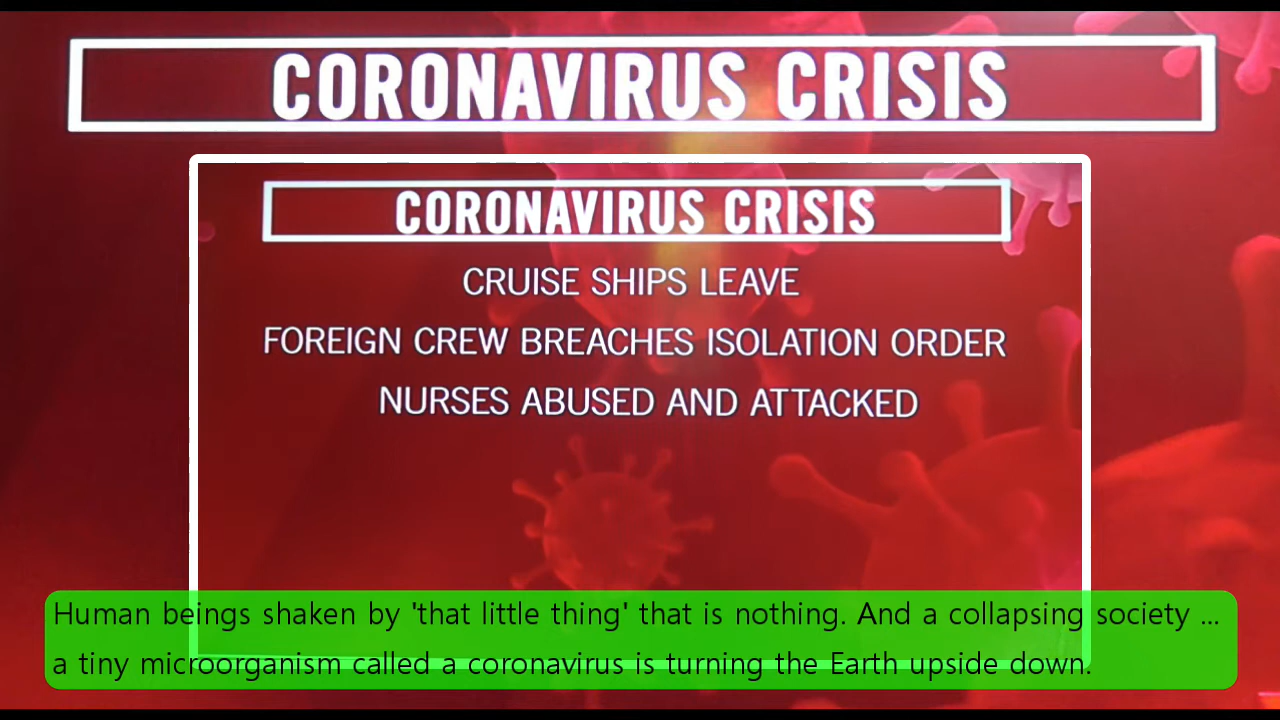 CORONAVIRUS CRISIS
CORONAVIRUS CRISIS
CRUISE SHIPS LEAVE
FOREIGN CREW BREACHES ISOLATION ORDER
NURSES ABUSED AND ATTACKED
Human beings shaken by 'that little thing' that is nothing. And a collapsing society ...
a tiny microorganism called a coronavirus is turning the Earth upside down.